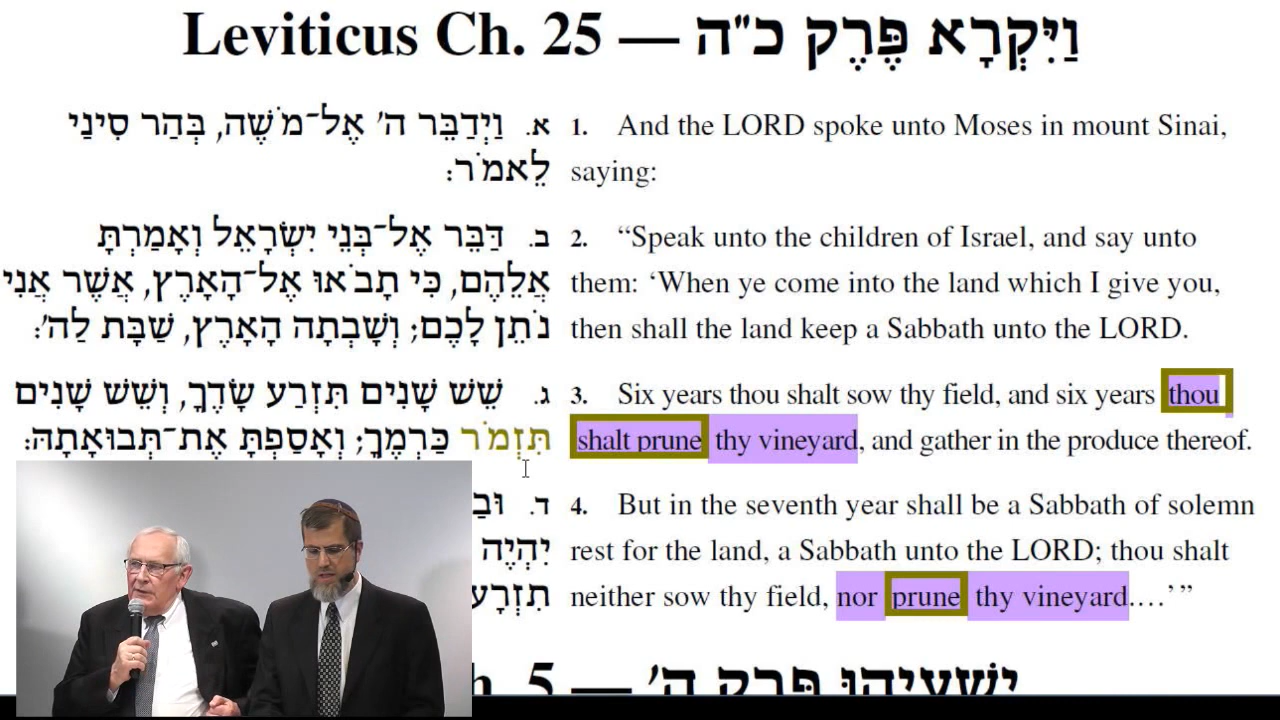 Leviticus Ch. 25 — וַיִּקְרָא פֶּרֶק כ״ה
א. וַיְדַבֵּר ה' אֶל־מֹשֶׁה, בְּהַר סִינַי
לֵאמֹר:
1. And the LORD spoke unto Moses in mount Sinai,
saying:
ב. דַּבֵּר אֶל־בְּנֵי יִשְׂרָאֵל וְאָמַרְתָּ
אֲלֵהֶם, כִּי תָבֹאוּ אֶל־הָאָרֶץ, אֲשֶׁר אֲנִי
נֹתֵן לָכֶם; וְשָׁבְתָה הָאָרֶץ, שַׁבָּת לַה':
2. “Speak unto the children of Israel, and say unto
them: ‘When ye come into the land which I give you,
then shall the land keep a Sabbath unto the LORD.
ג. שֵׁשׁ שָׁנִים תִּזְרַע שָׂדֶךָ, וְשֵׁשׁ שָׁנִים
תִּזְמֹר כַּרְמֶךָ; וְאָסַפְתָּ אֶת־תְּבוּאָתָהּ:
3. Six years thou shalt sow thy field, and six years thou
shalt prune thy vineyard, and gather in the produce thereof.
ד.
יִהְיֶה
תִזְרָע
4. But in the seventh year shall be a Sabbath of solemn
rest for the land, a Sabbath unto the LORD; thou shalt
neither sow thy field, nor prune thy vineyard.…’”
5 — יְשַׁעְיָהוּ פֶּרֶק ה'